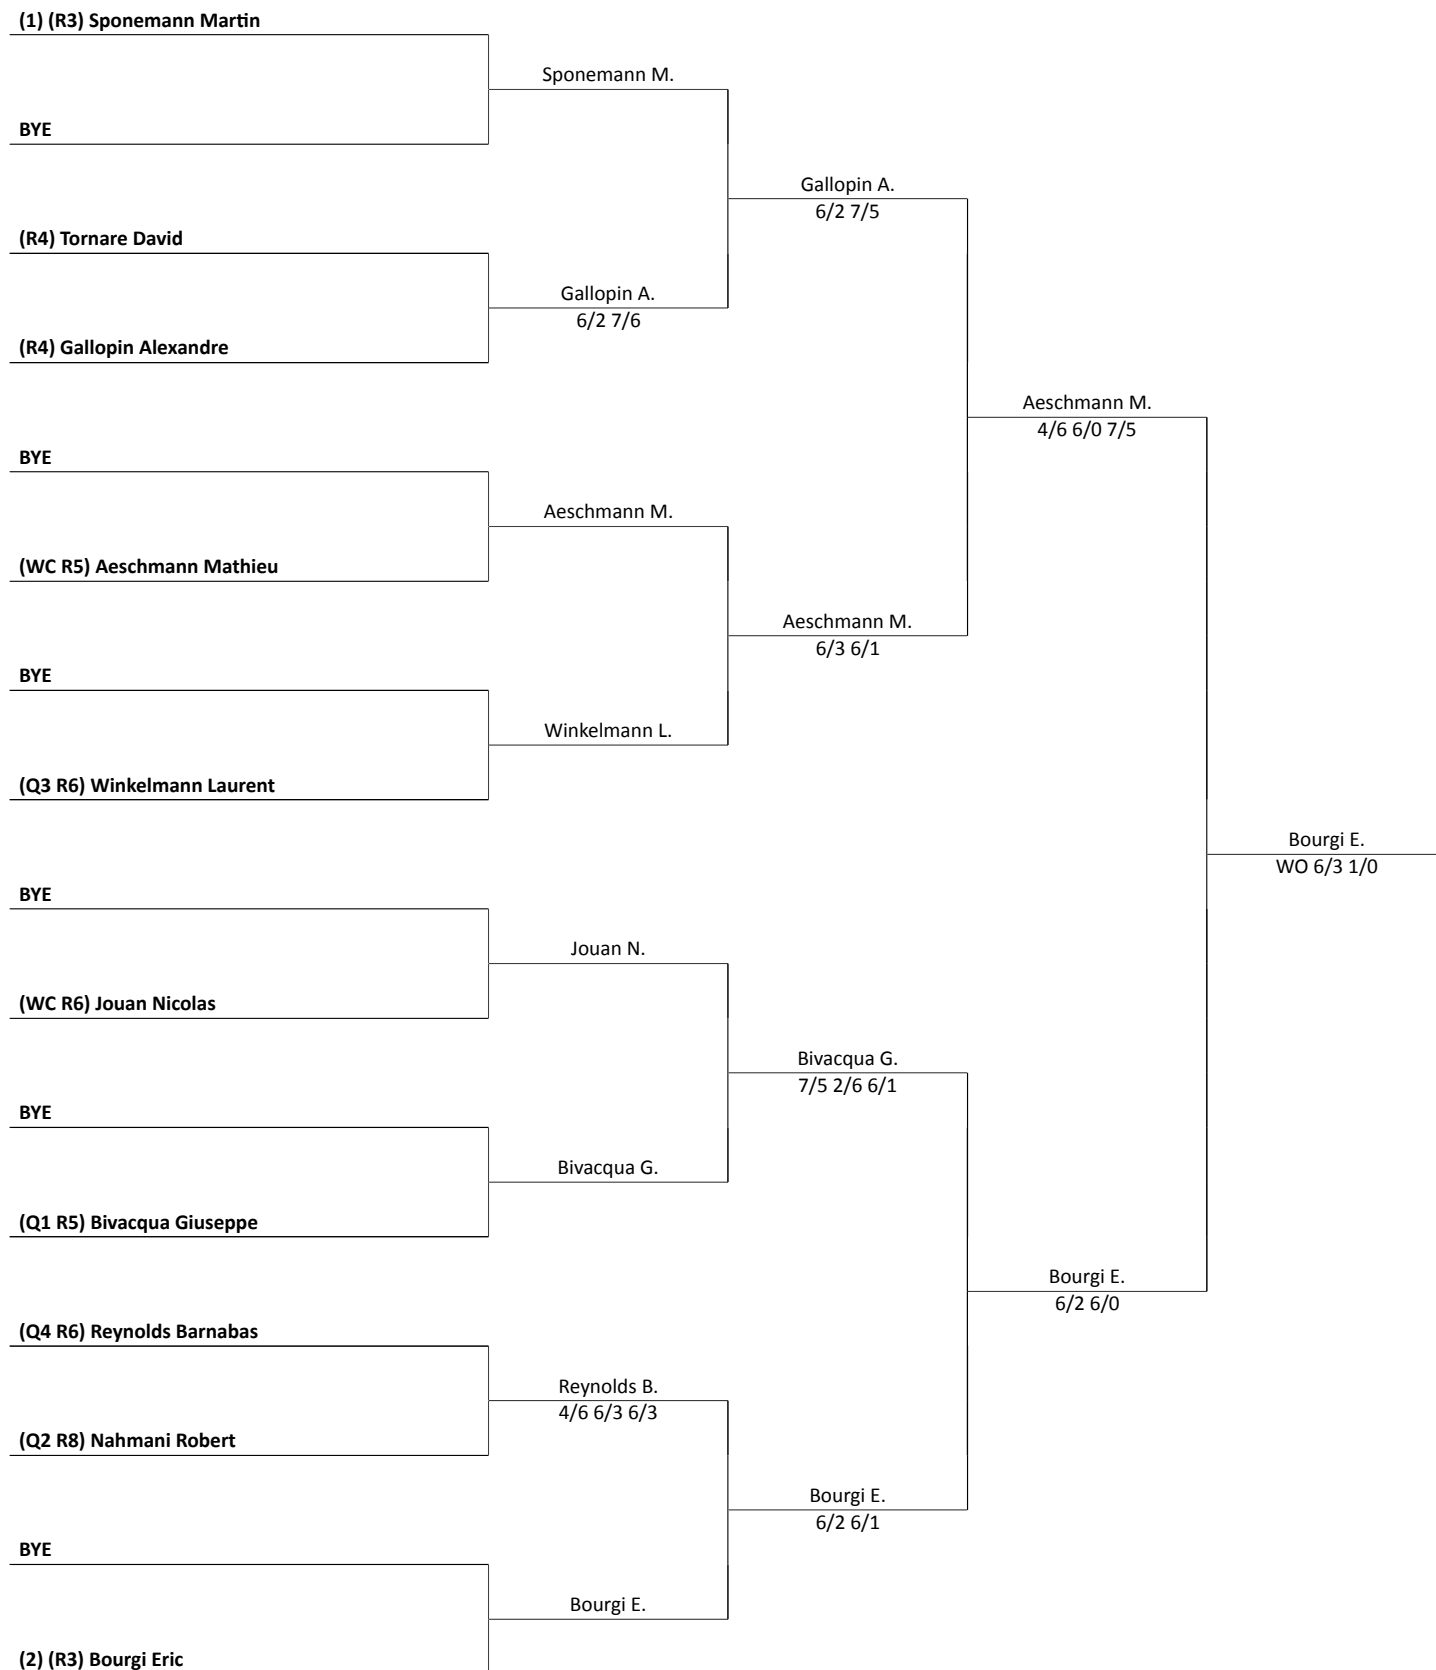 (1) (R3) Sponemann Martin
Sponemann M.
BYE
Gallopin A.
6/2 7/5
(R4) Tornare David
Gallopin A.
6/2 7/6
(R4) Gallopin Alexandre
Aeschmann M.
4/6 6/0 7/5
BYE
Aeschmann M.
(WC R5) Aeschmann Mathieu
Aeschmann M.
6/3 6/1
BYE
Winkelmann L.
(Q3 R6) Winkelmann Laurent
Bourgi E.
WO 6/3 1/0
BYE
Jouan N.
(WC R6) Jouan Nicolas
Bivacqua G.
7/5 2/6 6/1
BYE
Bivacqua G.
(Q1 R5) Bivacqua Giuseppe
Bourgi E.
6/2 6/0
(Q4 R6) Reynolds Barnabas
Reynolds B.
4/6 6/3 6/3
(Q2 R8) Nahmani Robert
Bourgi E.
6/2 6/1
BYE
Bourgi E.
(2) (R3) Bourgi Eric